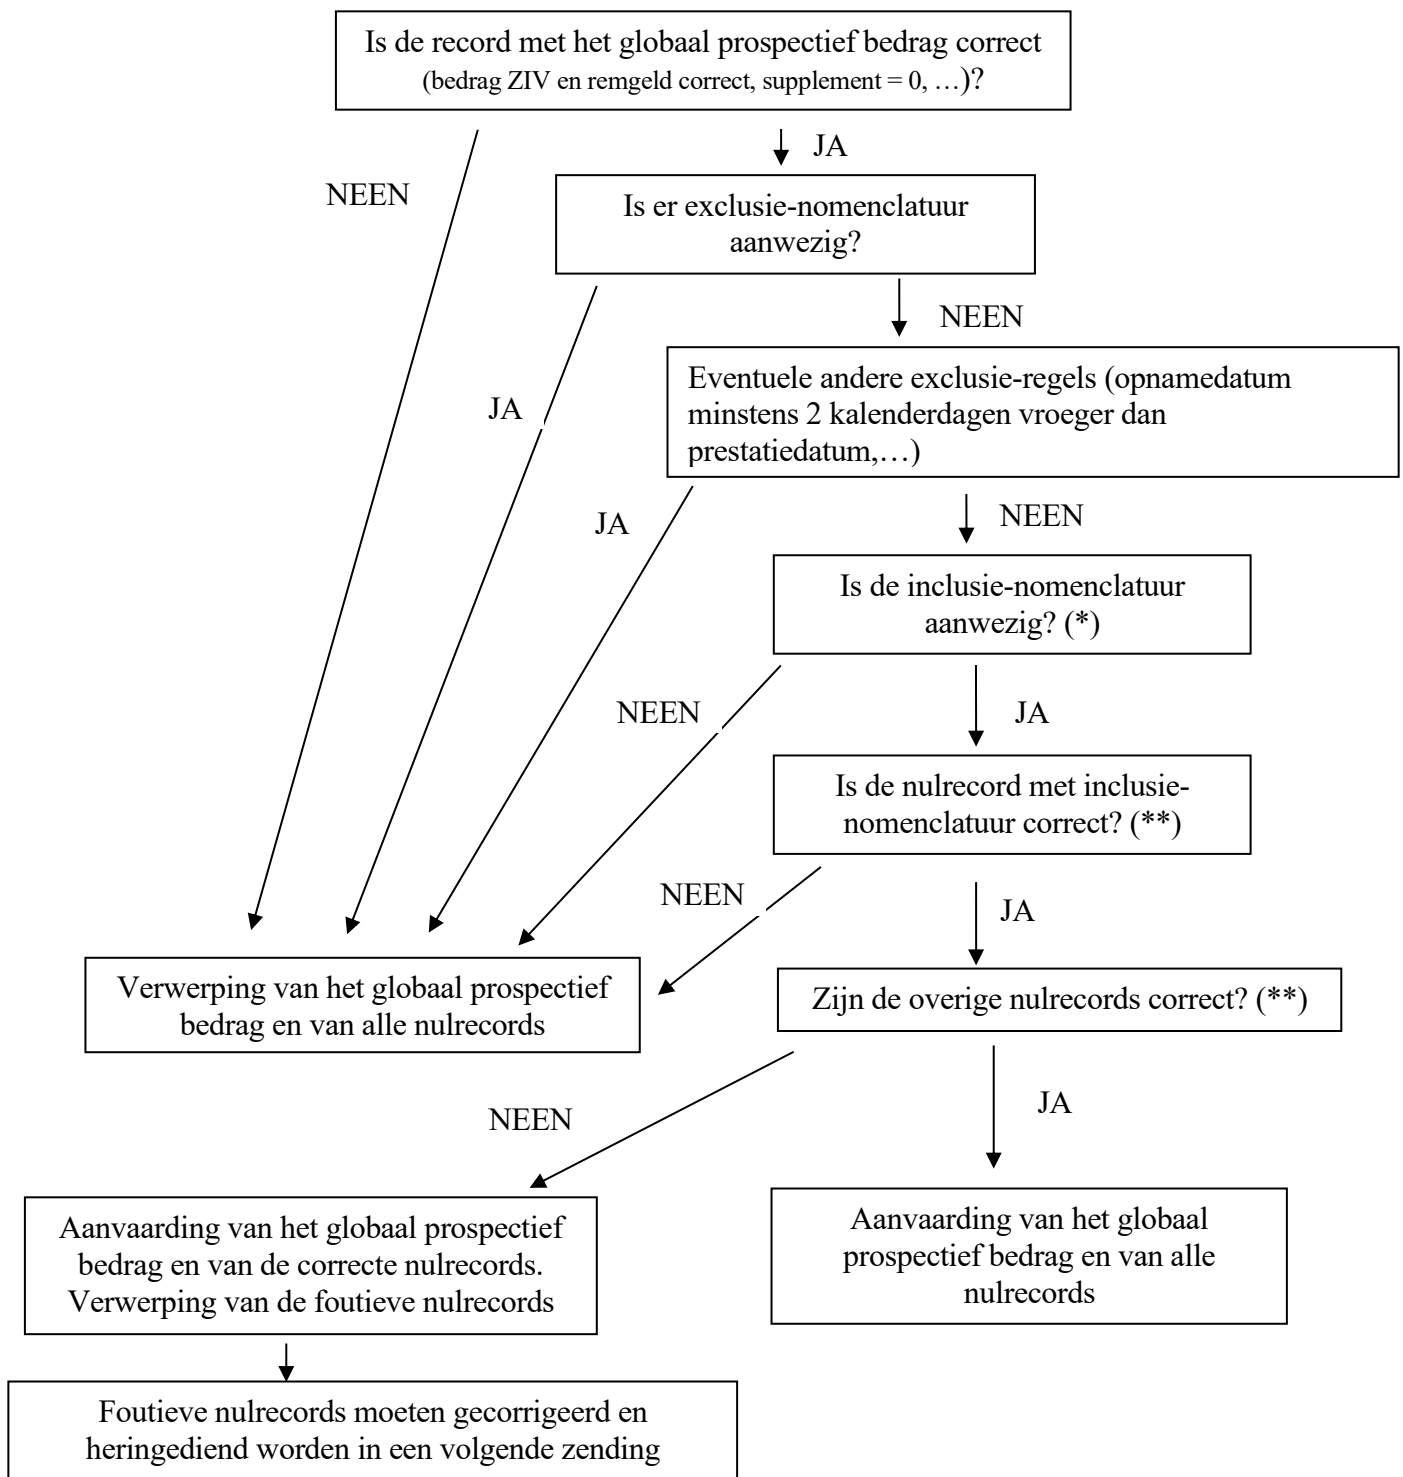 Is de record met het globaal prospectief bedrag correct
(bedrag ZIV en remgeld correct, supplement = 0, …)?
JA
NEEN
Is er exclusie-nomenclatuur
aanwezig?
NEEN
Eventuele andere exclusie-regels (opnamedatum
minstens 2 kalenderdagen vroeger dan
prestatiedatum,…)
JA
JA
NEEN
Is de inclusie-nomenclatuur
aanwezig? (*)
NEEN
JA
Is de nulrecord met inclusie-
nomenclatuur correct? (**)
NEEN
JA
Verwerping van het globaal prospectief
bedrag en van alle nulrecords
Zijn de overige nulrecords correct? (**)
NEEN
JA
Aanvaarding van het globaal prospectief
bedrag en van de correcte nulrecords.
Verwerping van de foutieve nulrecords
Aanvaarding van het globaal
prospectief bedrag en van alle
nulrecords
Foutieve nulrecords moeten gecorrigeerd en
heringediend worden in een volgende zending